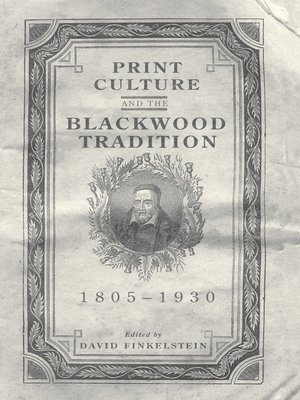 PRINT
CULTURE
AND THE
BLACKWOOD
TRADITION
1805–1930
Edited by
DAVID FINKELSTEIN